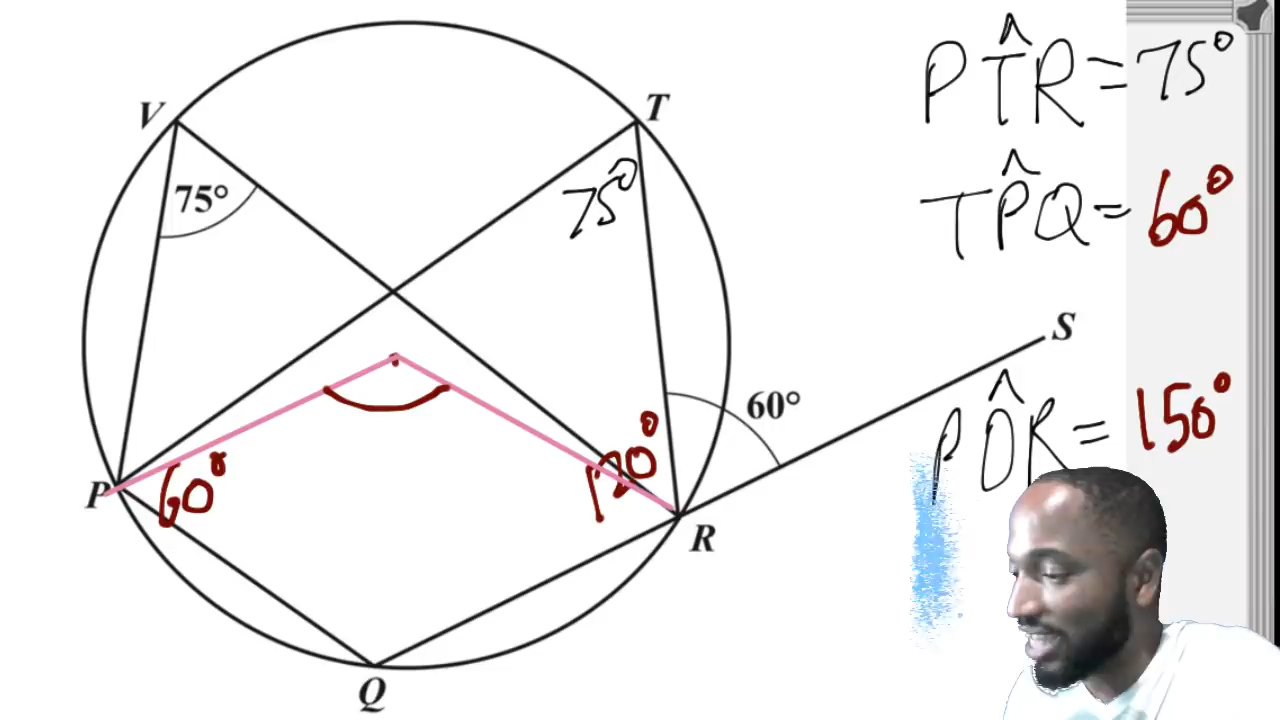 V
T
75°
75°
PT̂R = 75°
TP̂Q = 60°
S
60°
PÔR = 150°
P
60°
120°
R
Q